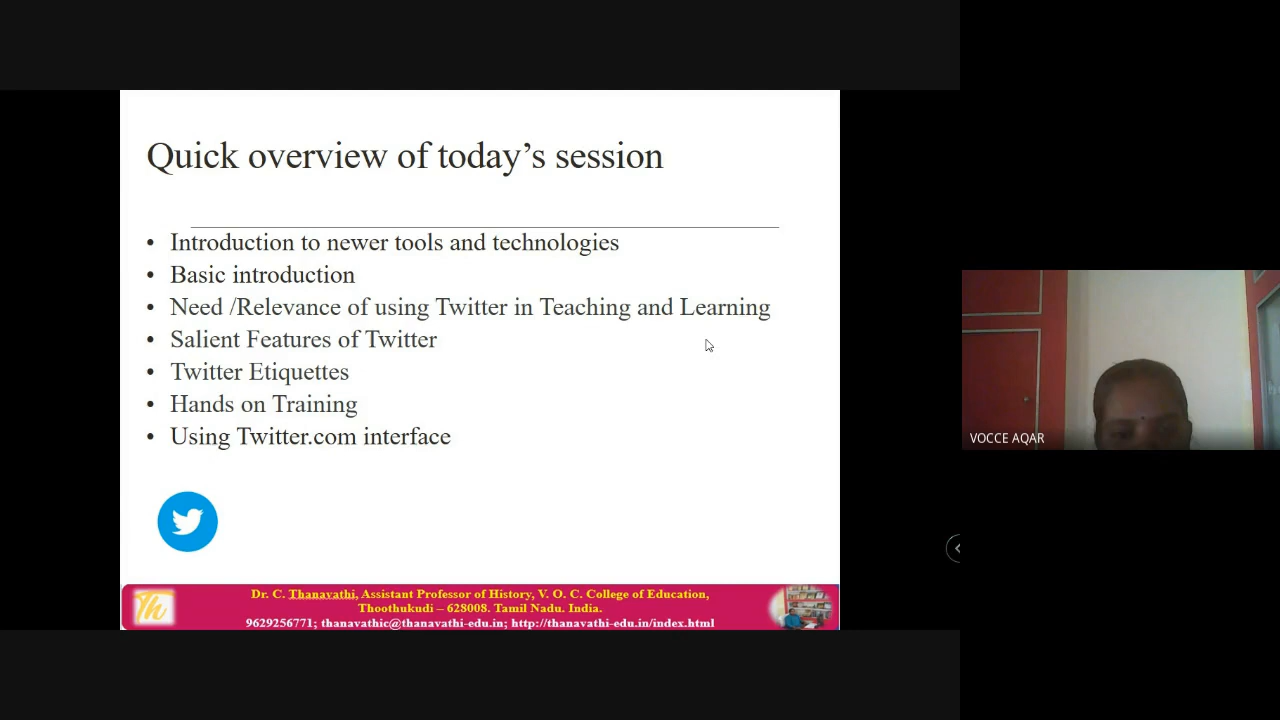 Quick overview of today's session
• Introduction to newer tools and technologies
• Basic introduction
• Need /Relevance of using Twitter in Teaching and Learning
• Salient Features of Twitter
• Twitter Etiquettes
• Hands on Training
• Using Twitter.com interface
Th
Dr. C. Thanavathi, Assistant Professor of History, V. O. C. College of Education,
Thoothukudi – 628008. Tamil Nadu. India.
9629256771; thanavathic@thanavathi-edu.in; http://thanavathi-edu.in/index.html
VOCCE AQAR